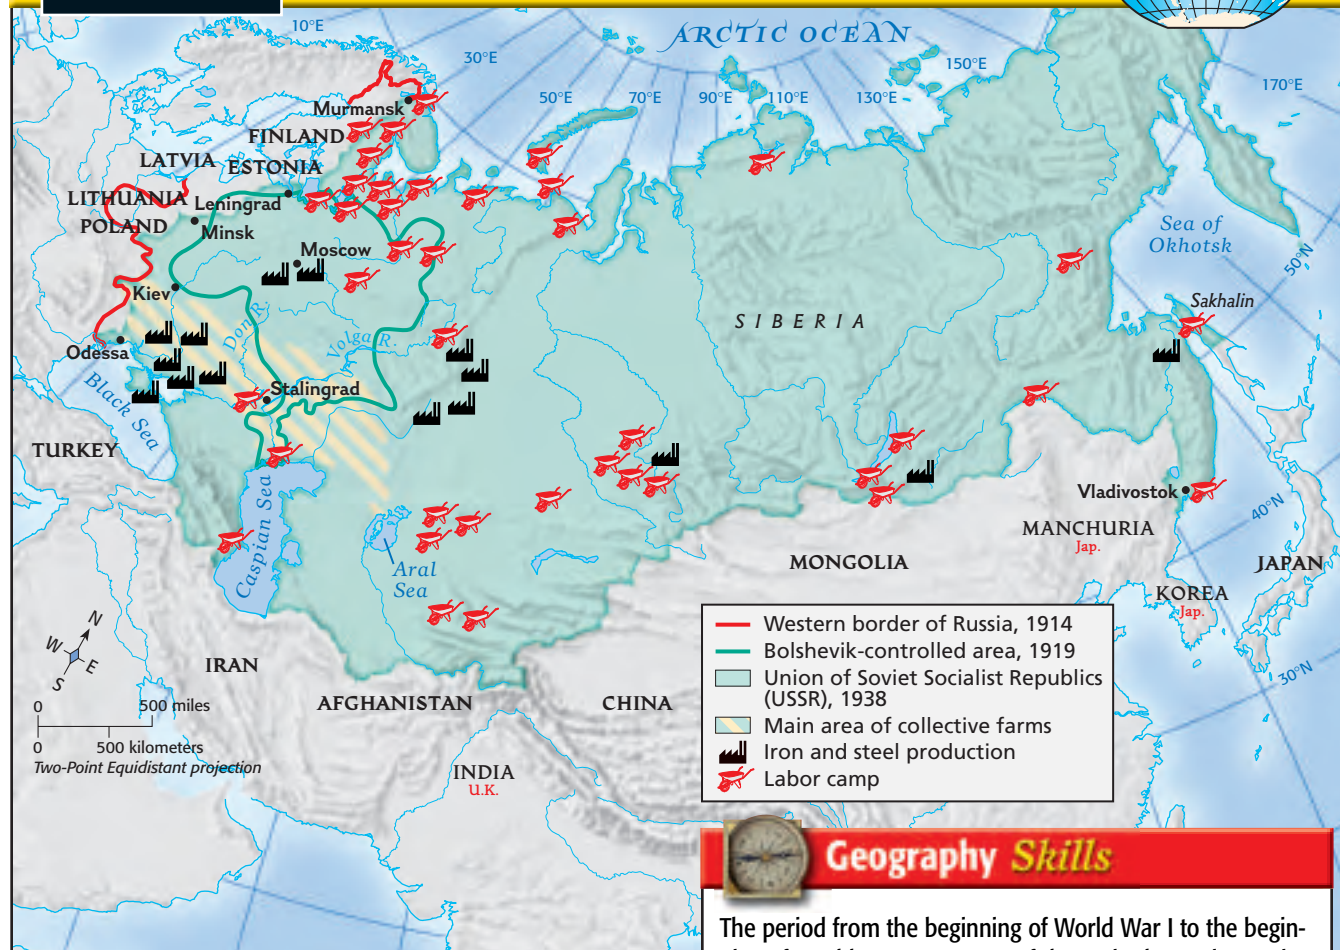 ARCTIC OCEAN
10°E
30°E
50°E
70°E
90°E
110°E
130°E
150°E
170°E
Murmansk
FINLAND
LATVIA
ESTONIA
LITHUANIA
Leningrad
POLAND
Minsk
Moscow
Kiev
Don R.
Volga R.
Odessa
Stalingrad
Black Sea
TURKEY
Caspian Sea
Aral
Sea
SIBERIA
Sea of
Okhotsk
50°N
Sakhalin
Vladivostok
40°N
MANCHURIA
Jap.
MONGOLIA
JAPAN
KOREA
Jap.
30°N
IRAN
AFGHANISTAN
CHINA
INDIA
U.K.
N
W
E
S
0 500 miles
0 500 kilometers
Two-Point Equidistant projection
Western border of Russia, 1914
Bolshevik-controlled area, 1919
Union of Soviet Socialist Republics
(USSR), 1938
Main area of collective farms
Iron and steel production
Labor camp
Geography Skills
The period from the beginning of World War I to the begin-